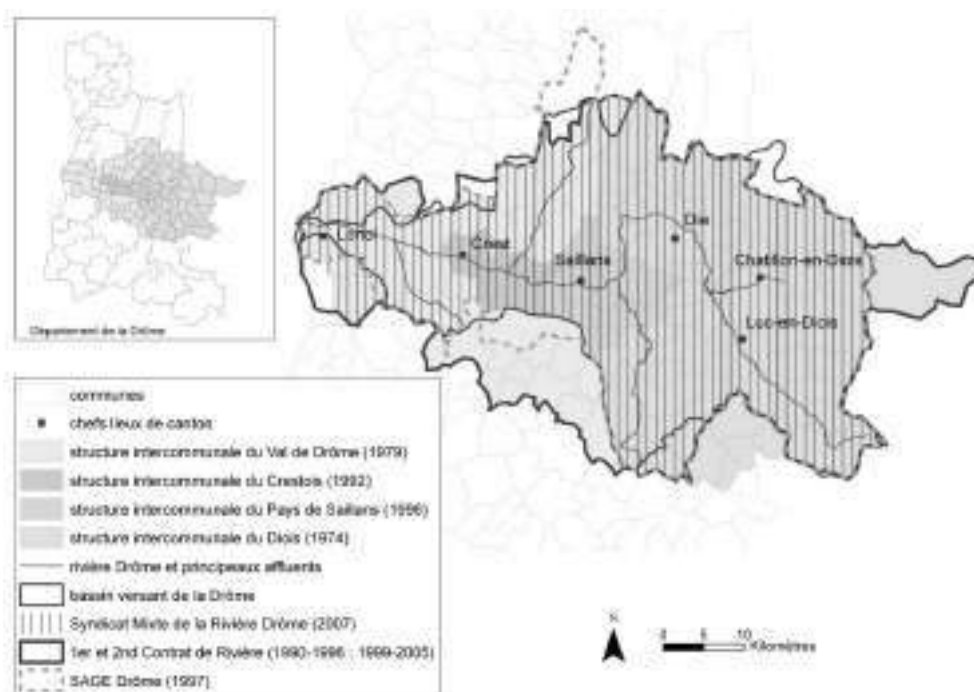 Département de la Drôme
Crest
Saillans
Die
Chatillon-en-Diois
Luc-en-Diois
communes
chefs lieux de canton
structure intercommunale du Val de Drôme (1979)
structure intercommunale du Crestois (1992)
structure intercommunale du Pays de Saillans (1996)
structure intercommunale du Diois (1974)
rivière Drôme et principaux affluents
bassin versant de la Drôme
Syndicat Mixte de la Rivière Drôme (2007)
1er et 2nd Contrat de Rivière (1990-1996 ; 1999-2005)
SAGE Drôme (1997)
N
0 5 10
Kilomètres